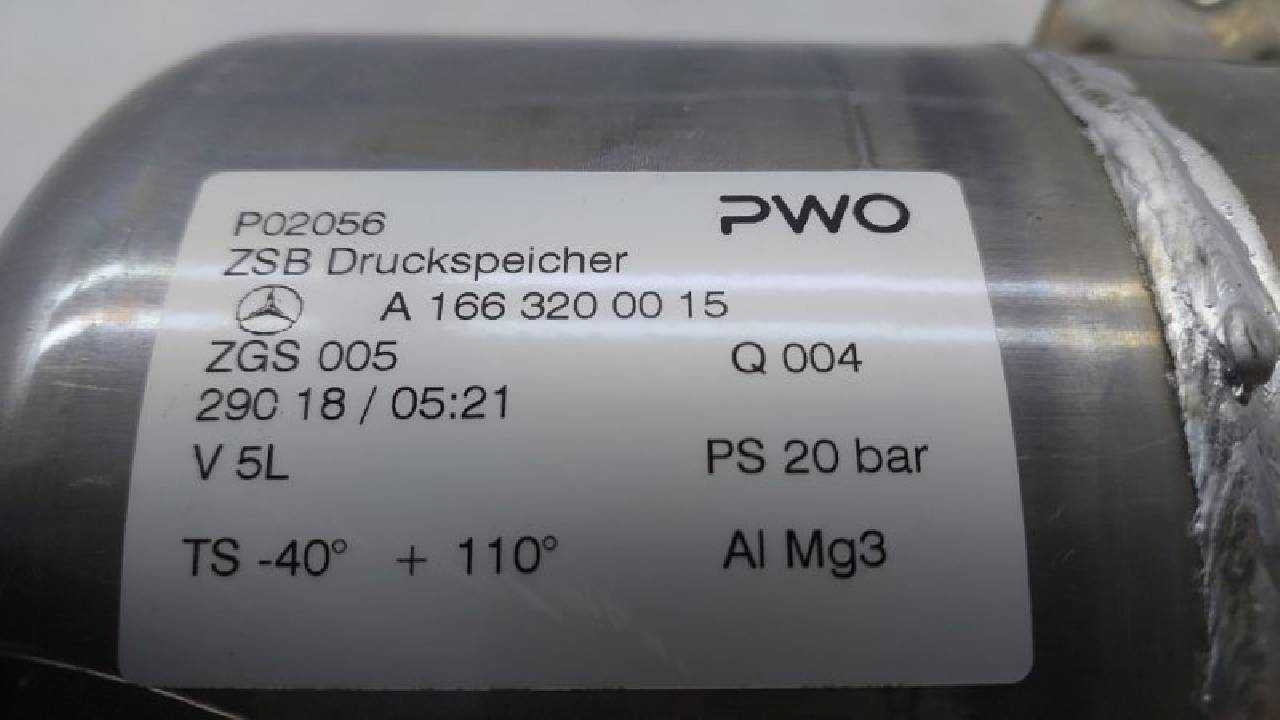 P02056 PWO
ZSB Druckspeicher
A 166 320 00 15
ZGS 005 Q 004
290 18 / 05:21
V 5L PS 20 bar
TS -40° + 110° Al Mg3